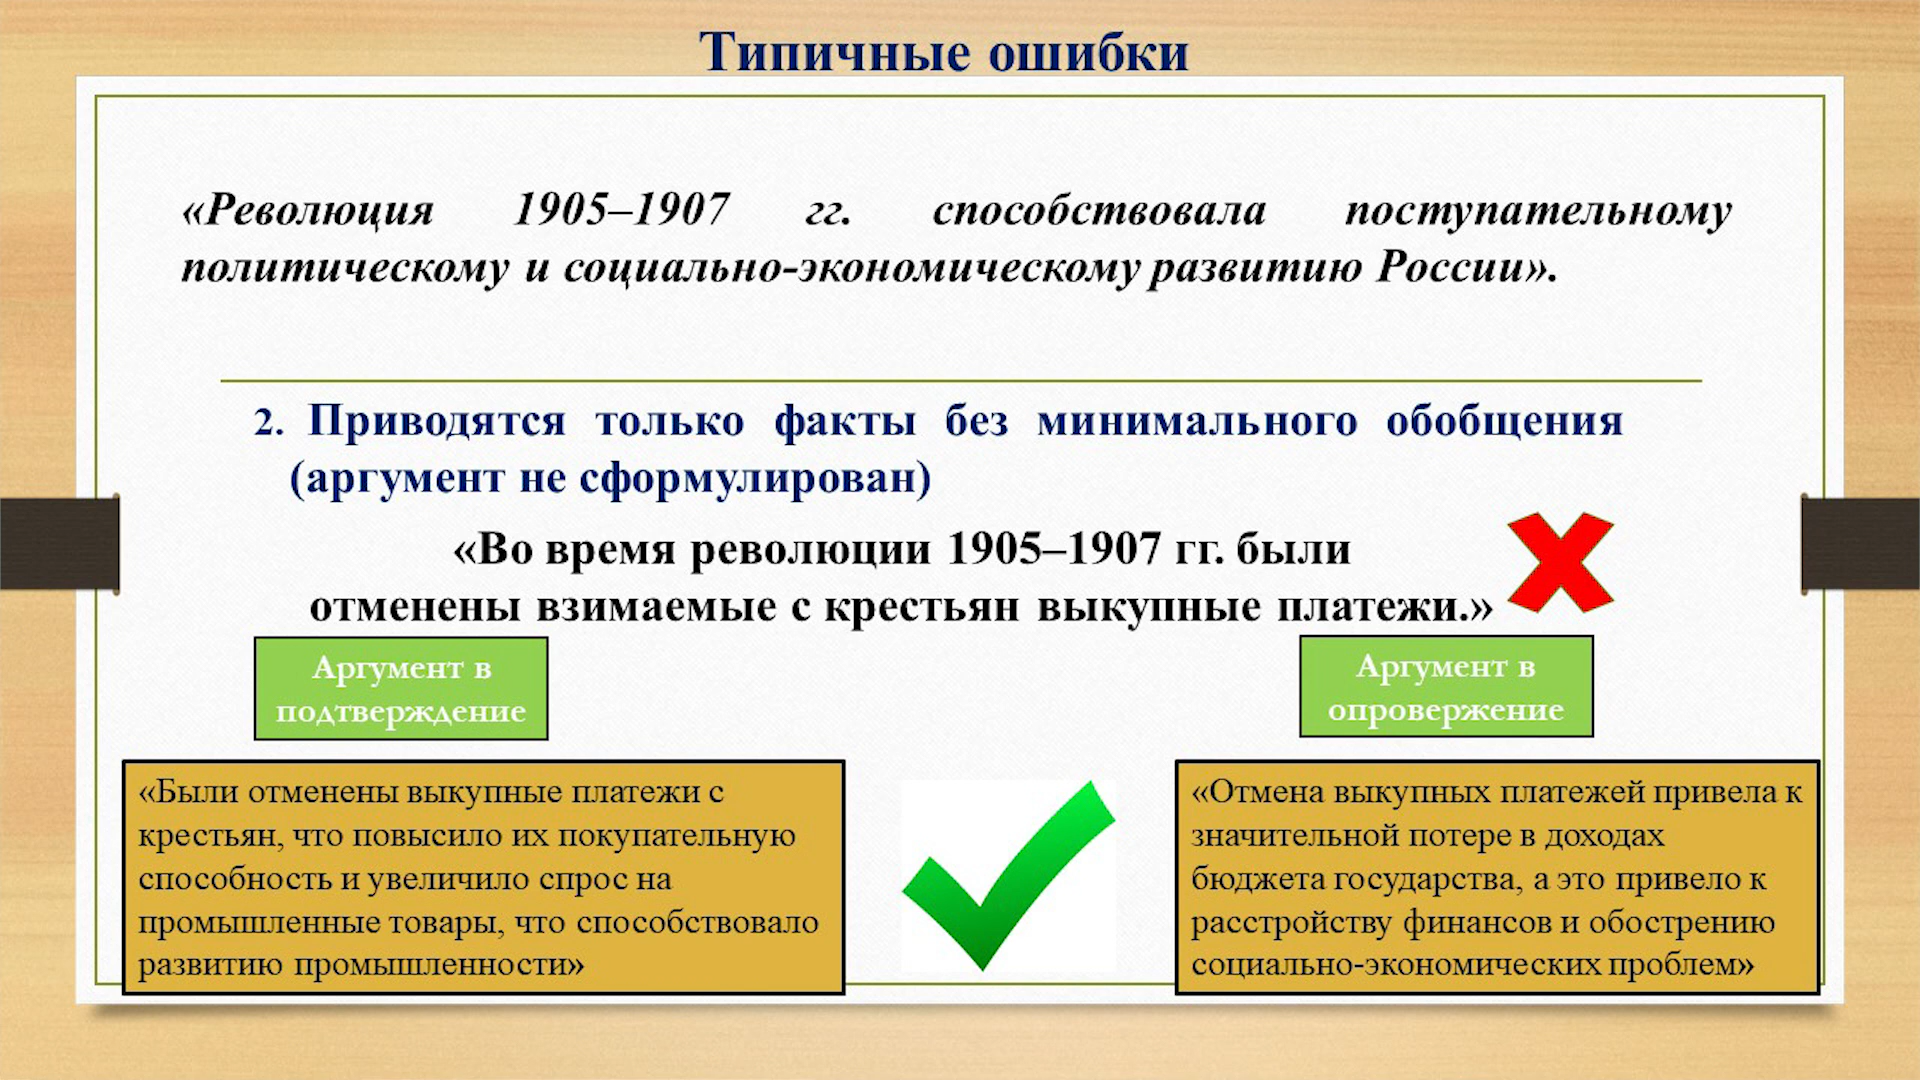 Типичные ошибки
«Революция 1905–1907 гг. способствовала поступательному
политическому и социально-экономическому развитию России».
2. Приводятся только факты без минимального обобщения
(аргумент не сформулирован)
«Во время революции 1905–1907 гг. были
отменены взимаемые с крестьян выкупные платежи.»
Аргумент в
подтверждение
Аргумент в
опровержение
«Были отменены выкупные платежи с
крестьян, что повысило их покупательную
способность и увеличило спрос на
промышленные товары, что способствовало
развитию промышленности»
«Отмена выкупных платежей привела к
значительной потере в доходах
бюджета государства, а это привело к
расстройству финансов и обострению
социально-экономических проблем»